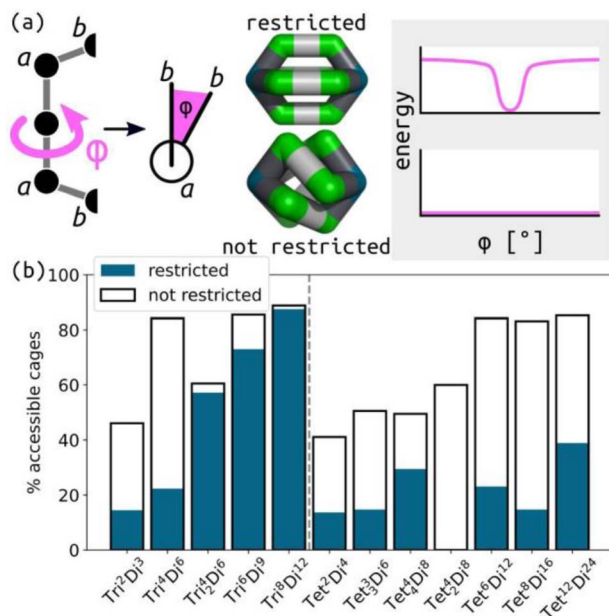 (a)
b
a
φ
a
b
b
b
φ
a
restricted
not restricted
energy
φ [°]
(b)
100
80
60
40
20
0
% accessible cages
restricted
not restricted
Tri²Di³
Tri⁴Di⁶
Tri⁴₂Di⁶
Tri⁶Di⁹
Tri⁸Di¹²
Tet²Di⁴
Tet³₃Di⁶
Tet⁴₄Di⁸
Tet⁴₂Di⁸
Tet⁶Di¹²
Tet⁸Di¹⁶
Tet¹²Di²⁴